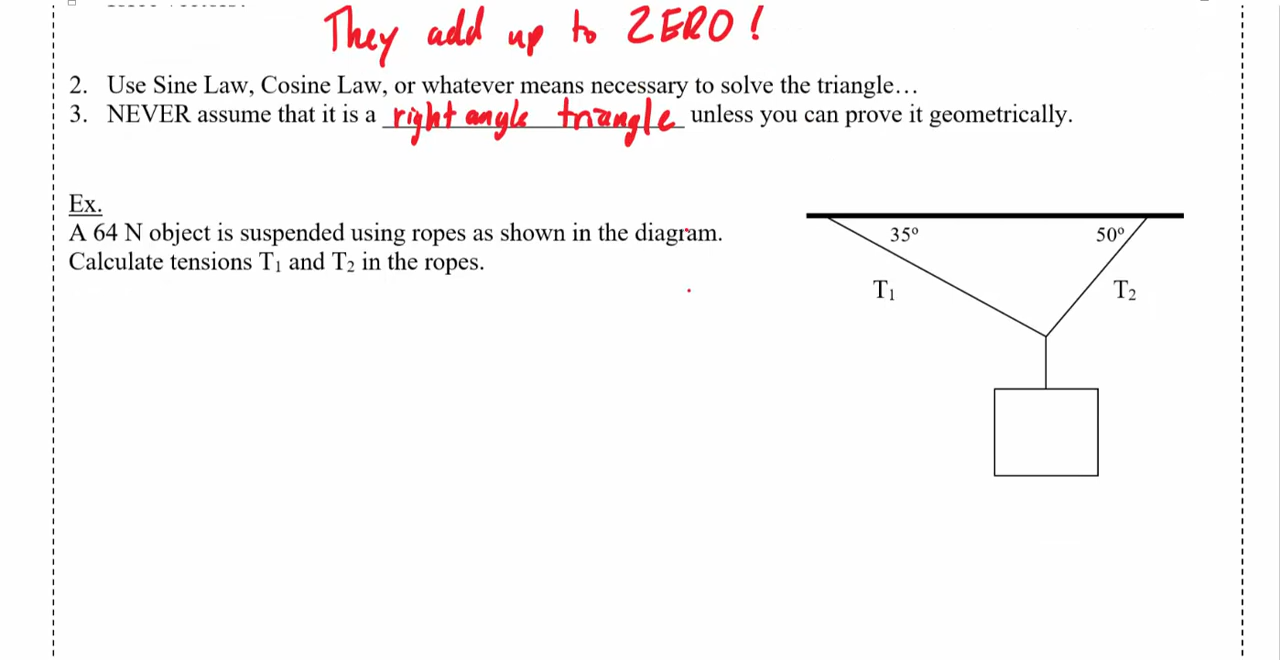 They add up to ZERO!
2. Use Sine Law, Cosine Law, or whatever means necessary to solve the triangle…
3. NEVER assume that it is a right angle triangle unless you can prove it geometrically.
Ex.
A 64 N object is suspended using ropes as shown in the diagram.
Calculate tensions T₁ and T₂ in the ropes.
35º 50º
T₁ T₂